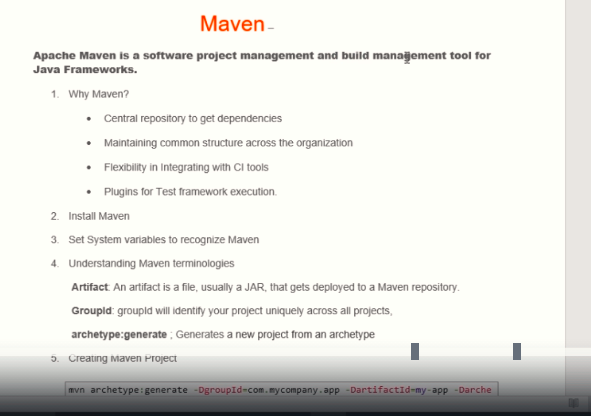 Maven
Apache Maven is a software project management and build management tool for
Java Frameworks.
1. Why Maven?
• Central repository to get dependencies
• Maintaining common structure across the organization
• Flexibility in Integrating with CI tools
• Plugins for Test framework execution.
2. Install Maven
3. Set System variables to recognize Maven
4. Understanding Maven terminologies
Artifact: An artifact is a file, usually a JAR, that gets deployed to a Maven repository.
GroupId: groupId will identify your project uniquely across all projects,
archetype:generate ; Generates a new project from an archetype
5. Creating Maven Project
mvn archetype:generate -DgroupId=com.mycompany.app -DartifactId=my-app -Darche